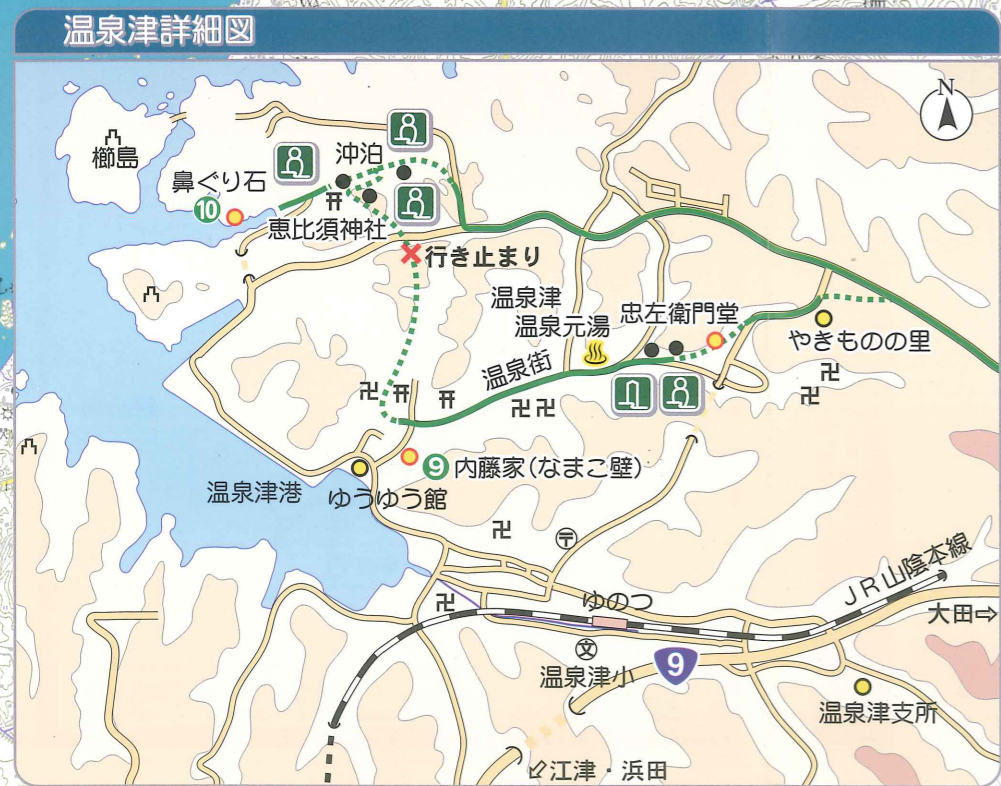 温泉津詳細図
N
櫛島
沖泊
鼻ぐり石
10
恵比須神社
行き止まり
温泉津
温泉元湯
忠左衛門堂
やきものの里
温泉街
9 内藤家(なまこ壁)
温泉津港
ゆうゆう館
〒
ゆのつ
JR山陰本線
大田⇨
文
温泉津小
9
温泉津支所
江津・浜田